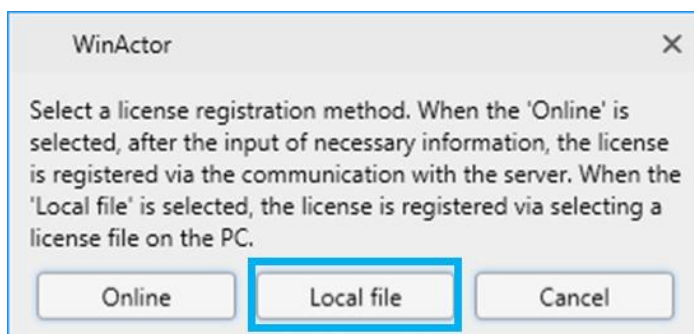 WinActor
Select a license registration method. When the 'Online' is
selected, after the input of necessary information, the license
is registered via the communication with the server. When the
'Local file' is selected, the license is registered via selecting a
license file on the PC.
Online Local file Cancel